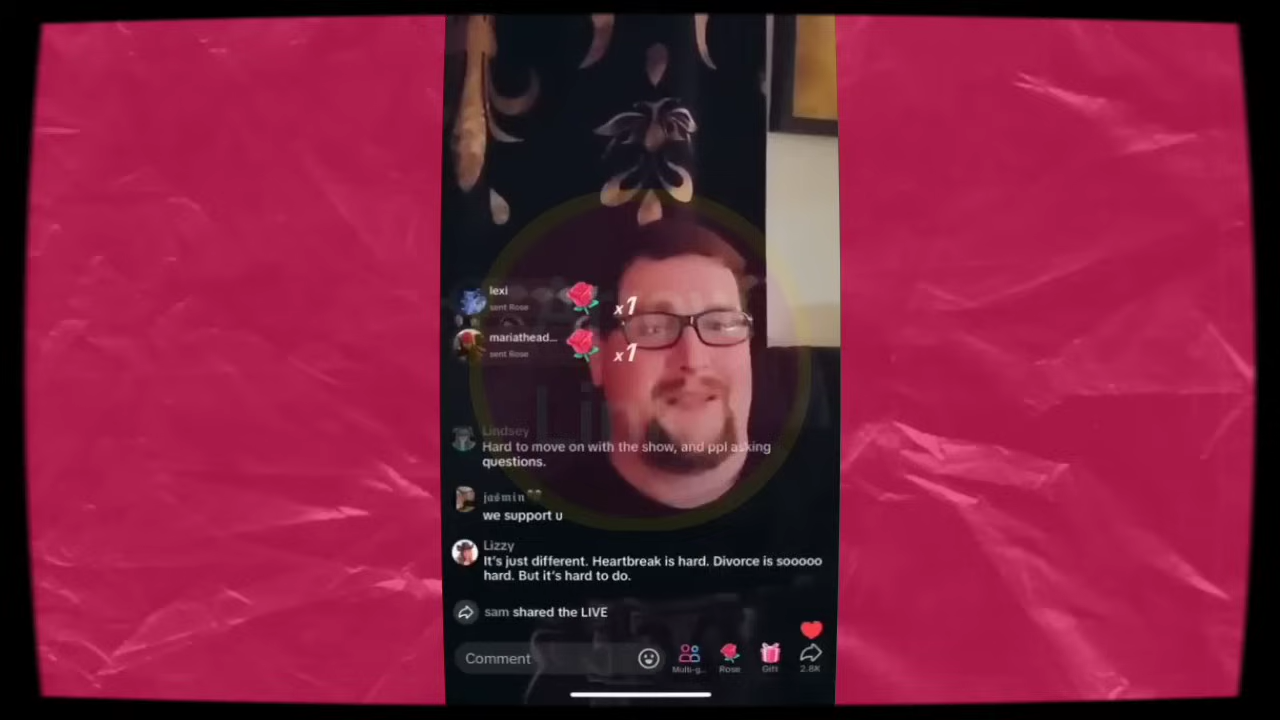 lexi
sent Rose
x1
mariathead...
sent Rose
x1
Lindsey
Hard to move on with the show, and ppl asking
questions.
jasmin
we support u
Lizzy
It's just different. Heartbreak is hard. Divorce is sooooo
hard. But it's hard to do.
sam shared the LIVE
Comment
Multi-g...
Rose
Gift
2.8K